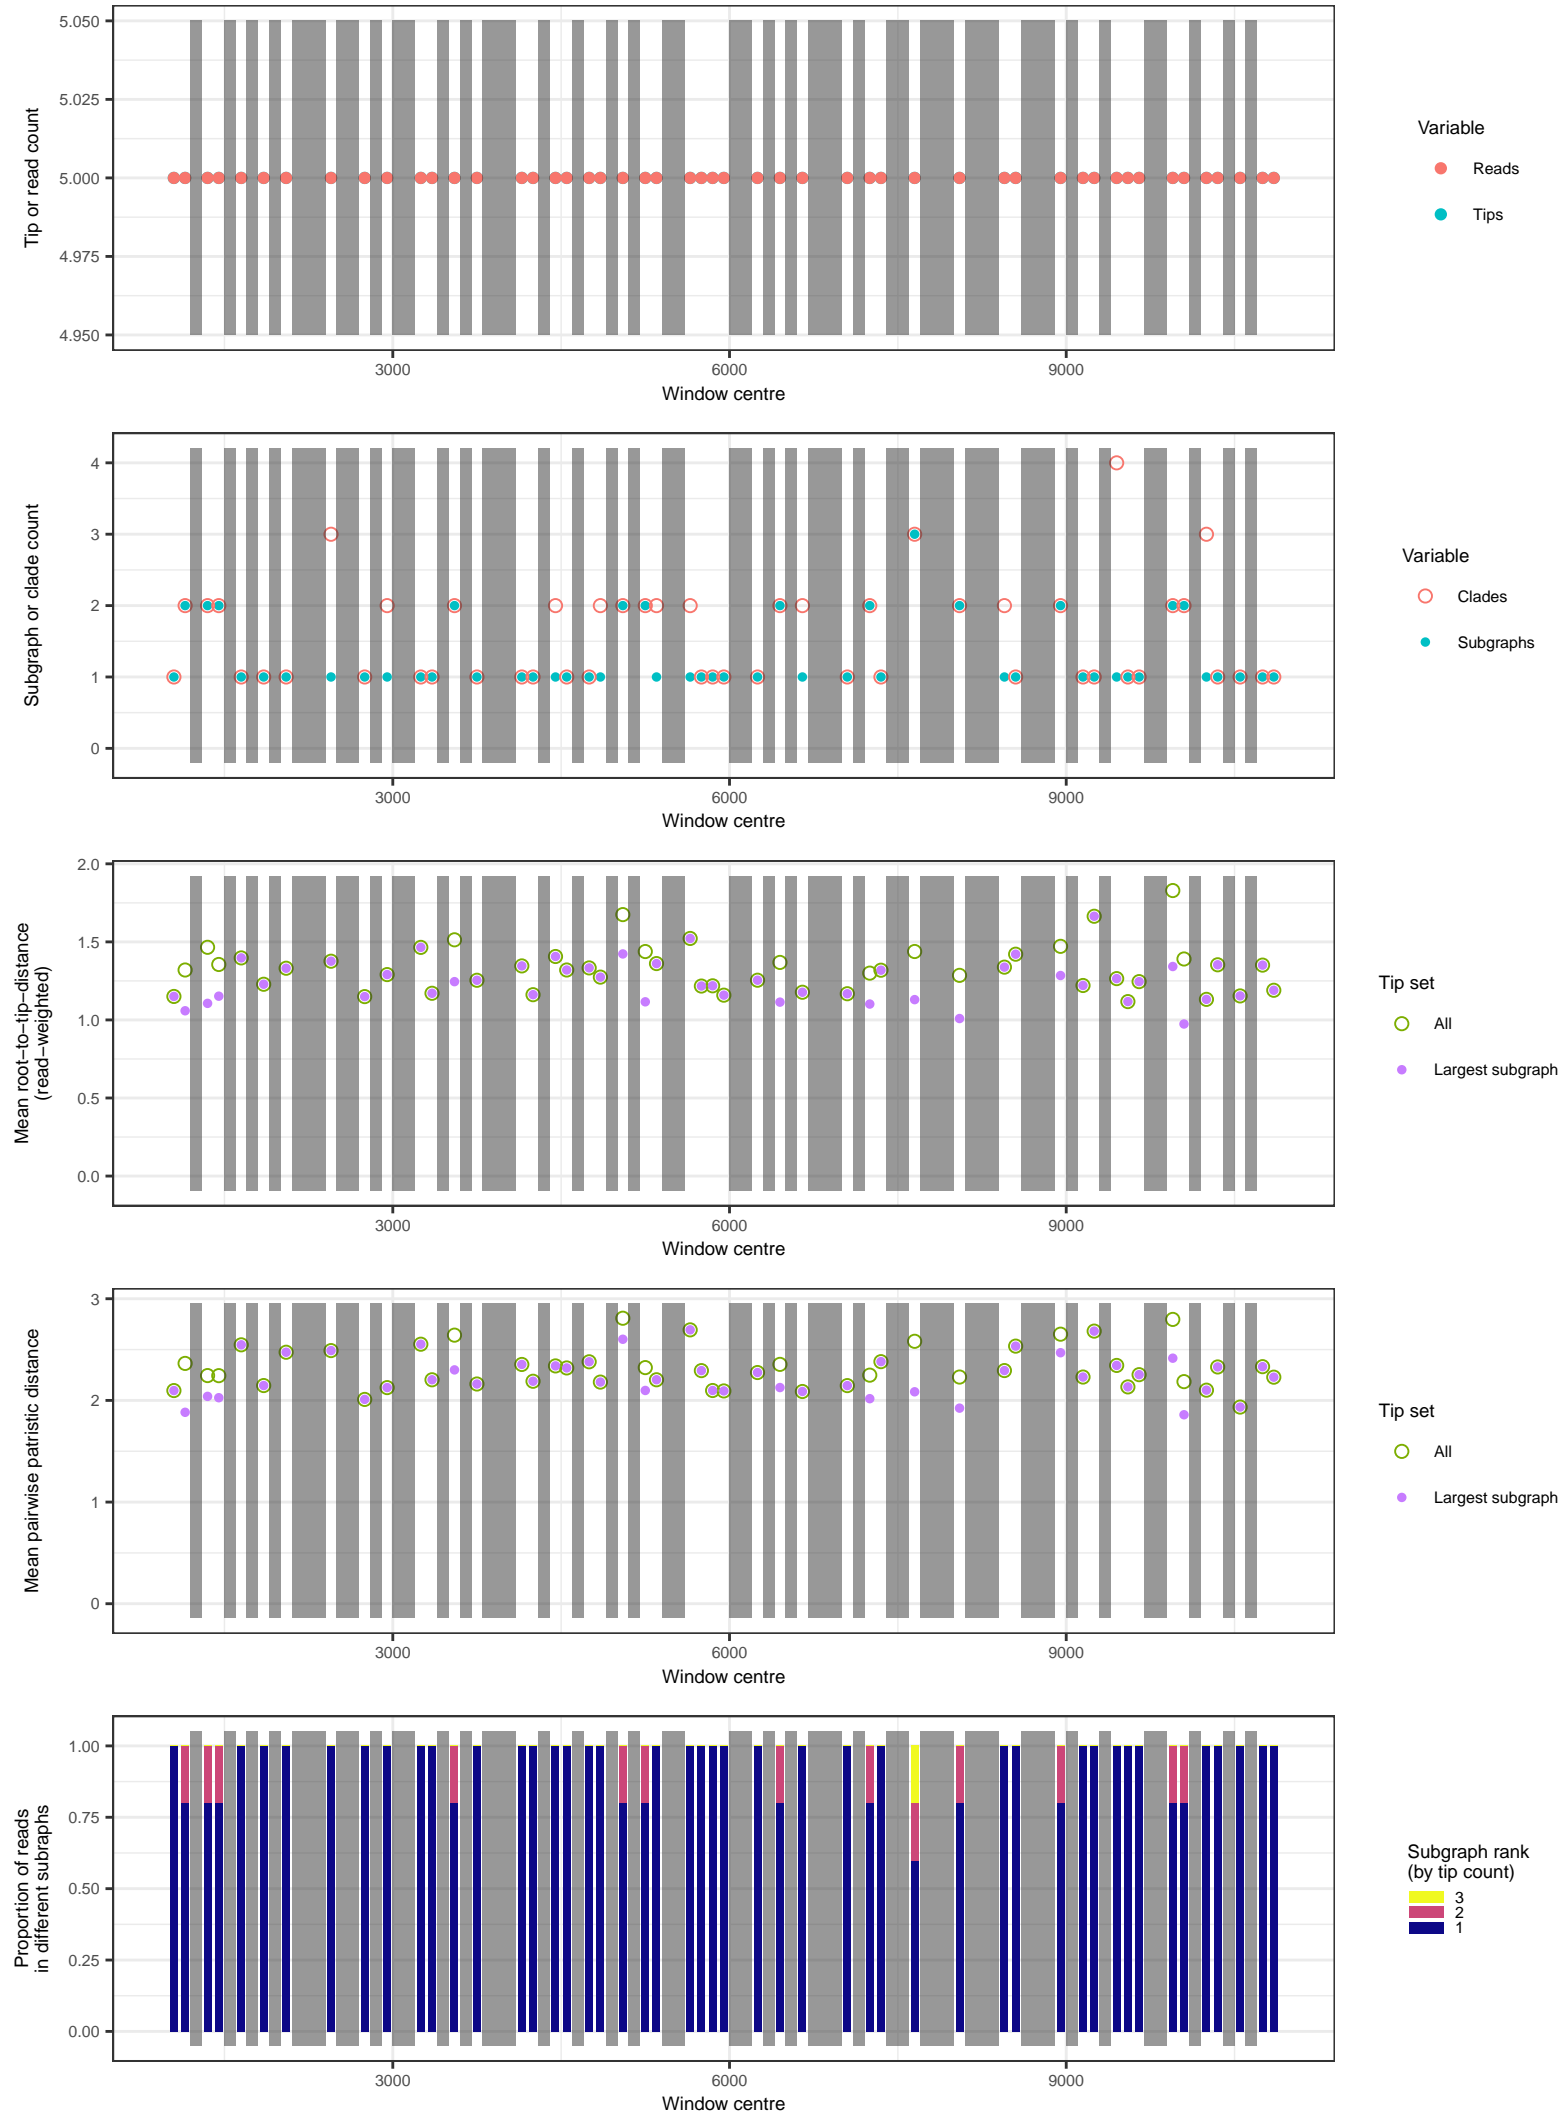 5.050
5.025
5.000
4.975
4.950
Tip or read count
3000 6000 9000
Window centre
Variable
Reads
Tips
4
3
2
1
0
Subgraph or clade count
3000 6000 9000
Window centre
Variable
Clades
Subgraphs
2.0
1.5
1.0
0.5
0.0
Mean root−to−tip−distance
(read−weighted)
3000 6000 9000
Window centre
Tip set
All
Largest subgraph
3
2
1
0
Mean pairwise patristic distance
3000 6000 9000
Window centre
Tip set
All
Largest subgraph
1.00
0.75
0.50
0.25
0.00
Proportion of reads
in different subraphs
3000 6000 9000
Window centre
Subgraph rank
(by tip count)
3
2
1